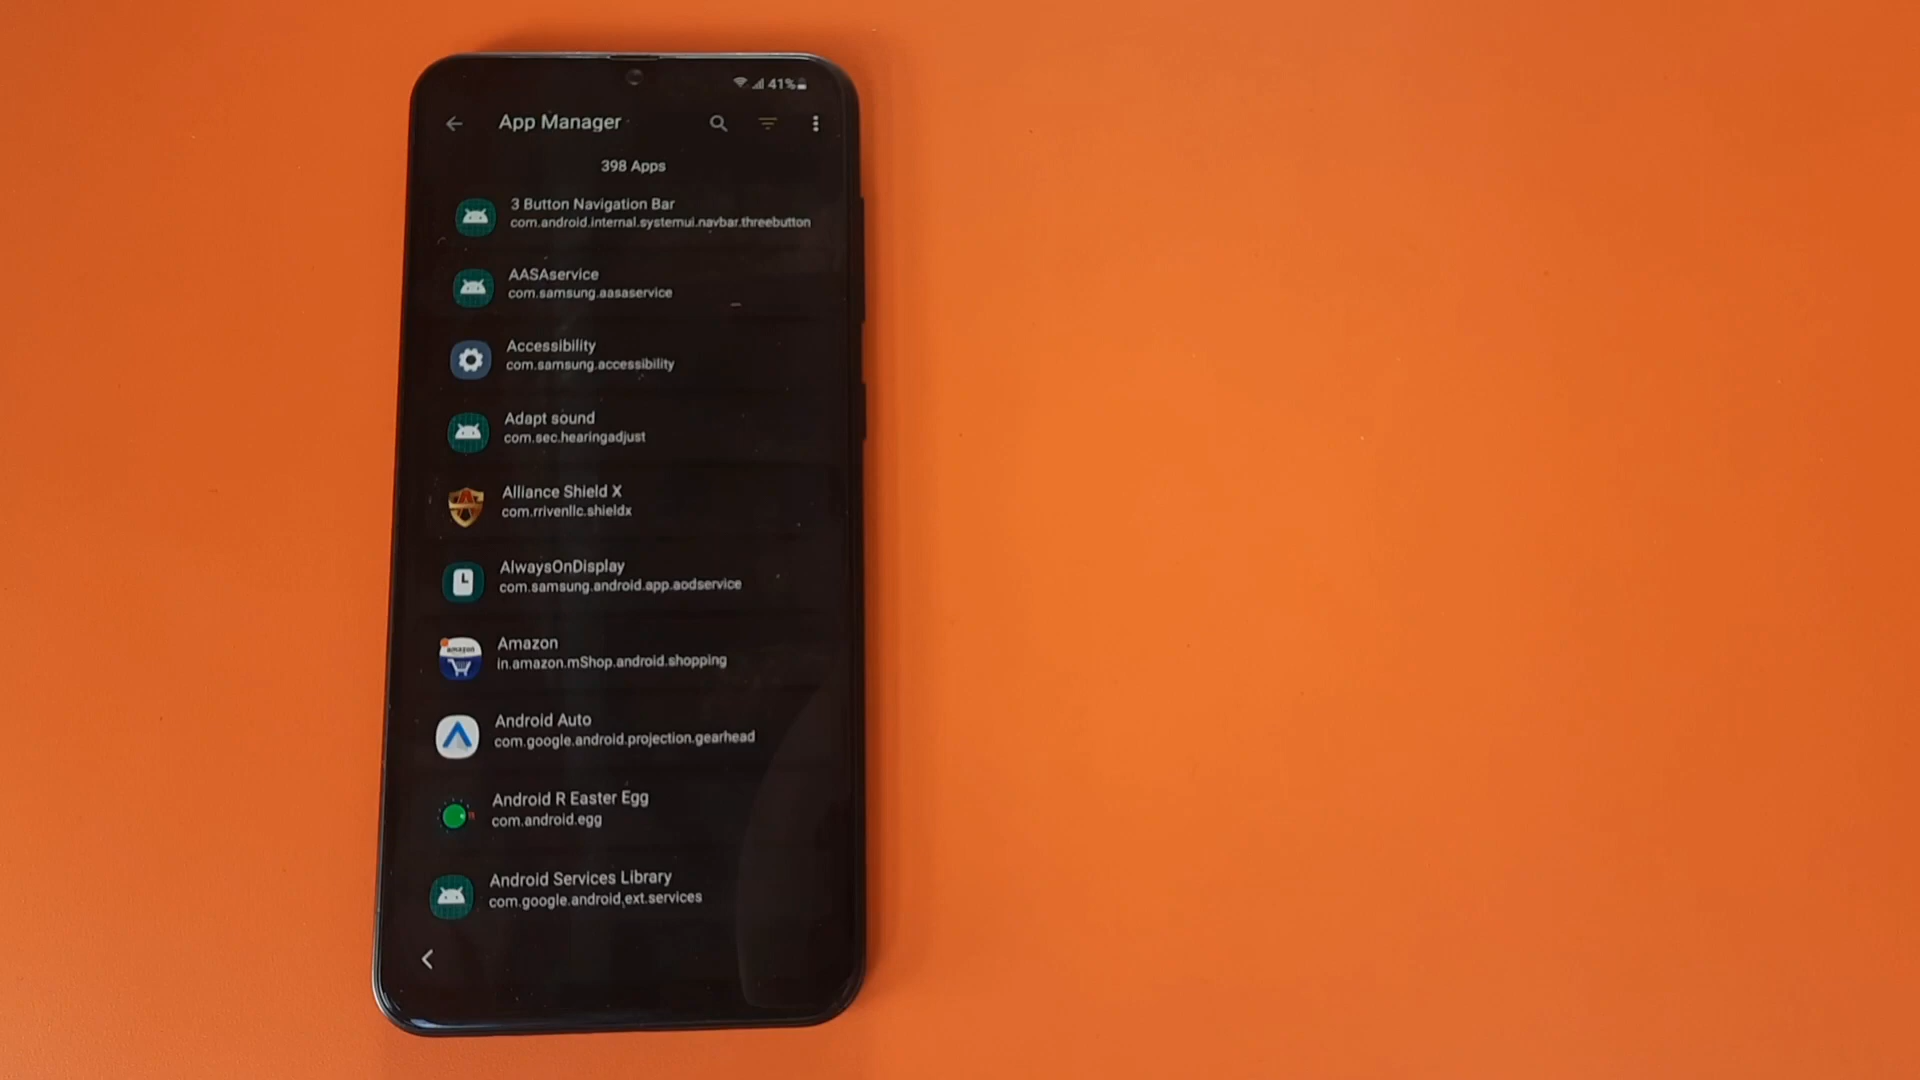 41%
App Manager
398 Apps
3 Button Navigation Bar
com.android.internal.systemui.navbar.threebutton
AASAservice
com.samsung.aasaservice
Accessibility
com.samsung.accessibility
Adapt sound
com.sec.hearingadjust
Alliance Shield X
com.rrivenllc.shieldx
AlwaysOnDisplay
com.samsung.android.app.aodservice
amazon
Amazon
in.amazon.mShop.android.shopping
Android Auto
com.google.android.projection.gearhead
Android R Easter Egg
com.android.egg
Android Services Library
com.google.android.ext.services